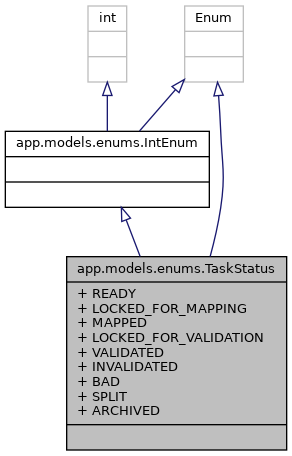 int
Enum
app.models.enums.IntEnum
app.models.enums.TaskStatus
+ READY
+ LOCKED_FOR_MAPPING
+ MAPPED
+ LOCKED_FOR_VALIDATION
+ VALIDATED
+ INVALIDATED
+ BAD
+ SPLIT
+ ARCHIVED